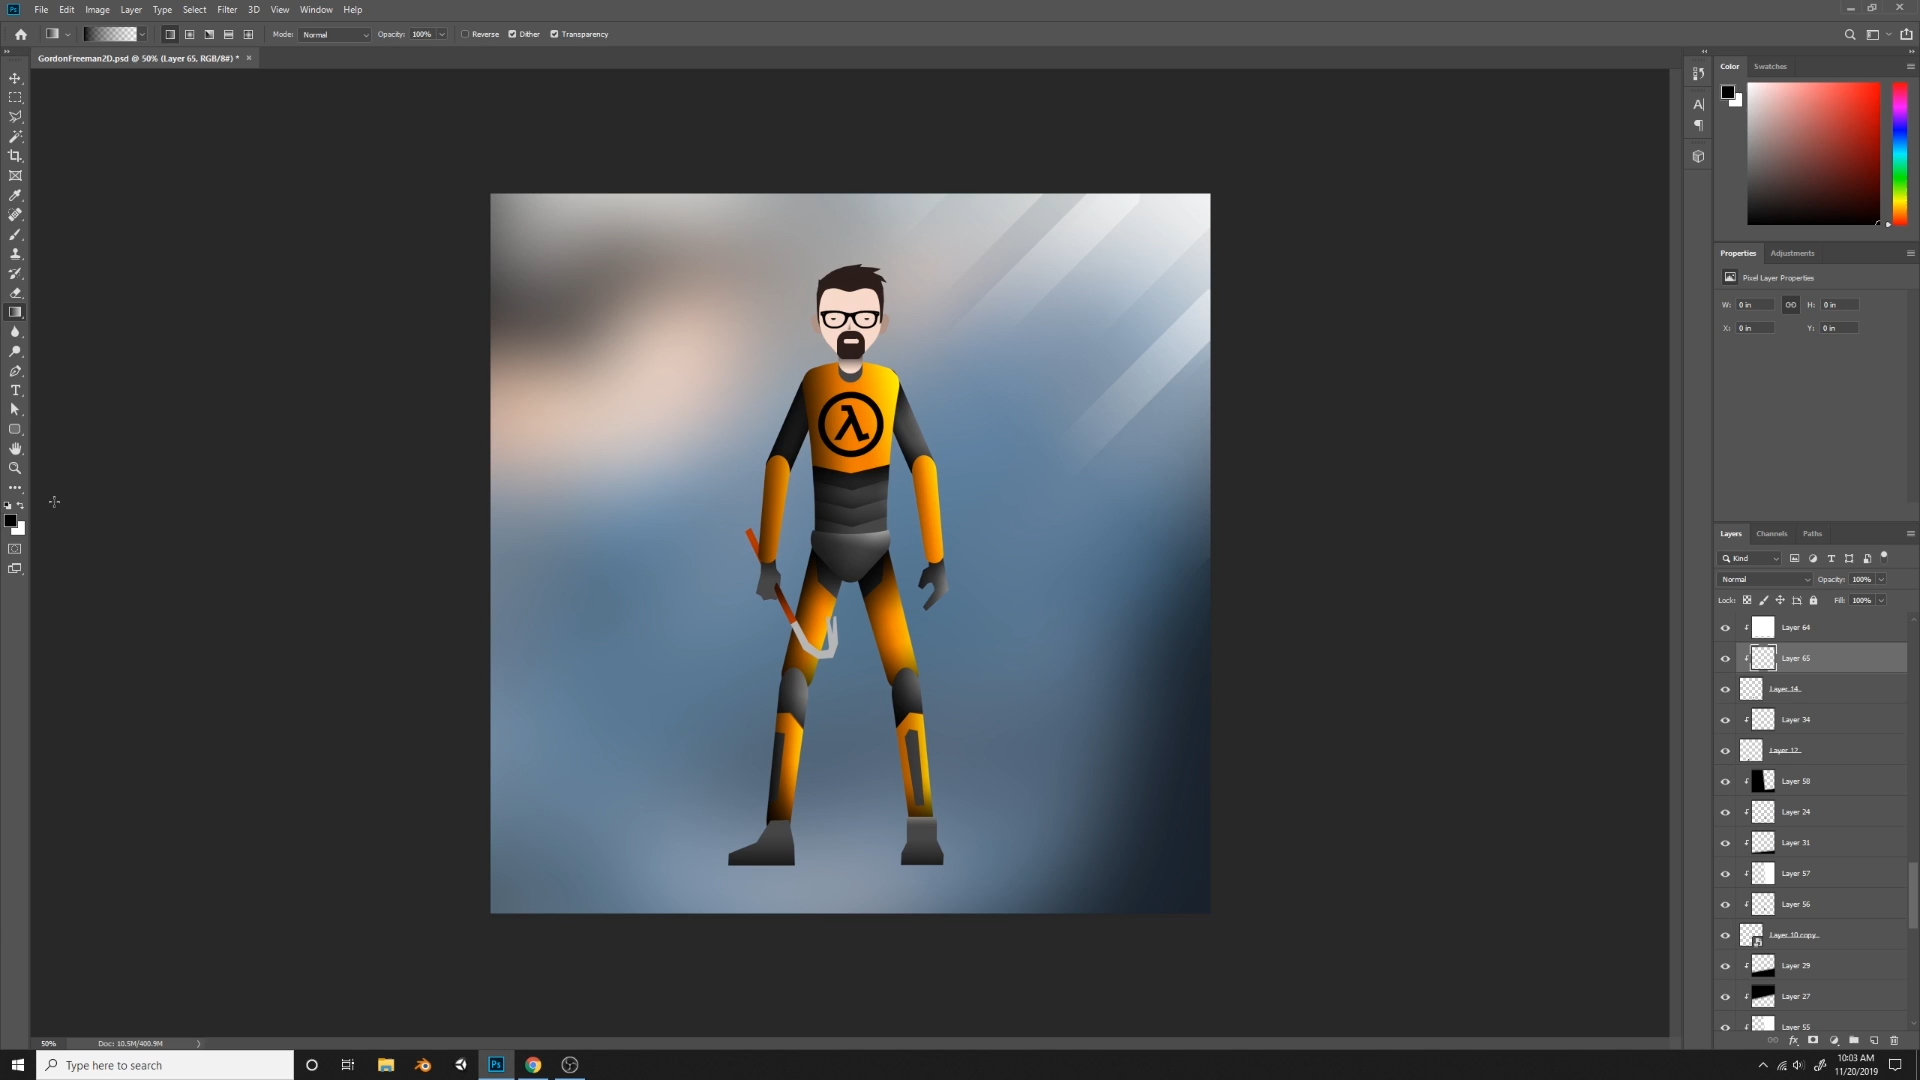 Ps File Edit Image Layer Type Select Filter 3D View Window Help
Mode: Normal Opacity: 100% Reverse Dither Transparency
GordonFreeman2D.psd @ 50% (Layer 65, RGB/8#) * ×
Color Swatches
Properties Adjustments
Pixel Layer Properties
W: 0 in H: 0 in
X: 0 in Y: 0 in
λ
Layers Channels Paths
Kind
Normal Opacity: 100%
Lock: Fill: 100%
Layer 64
Layer 65
Layer 14
Layer 34
Layer 12
Layer 58
Layer 24
Layer 31
Layer 57
Layer 56
Layer 10 copy
Layer 29
Layer 27
Layer 55
50% Doc: 10.5M/400.9M
Type here to search
Ps
10:03 AM
11/20/2019